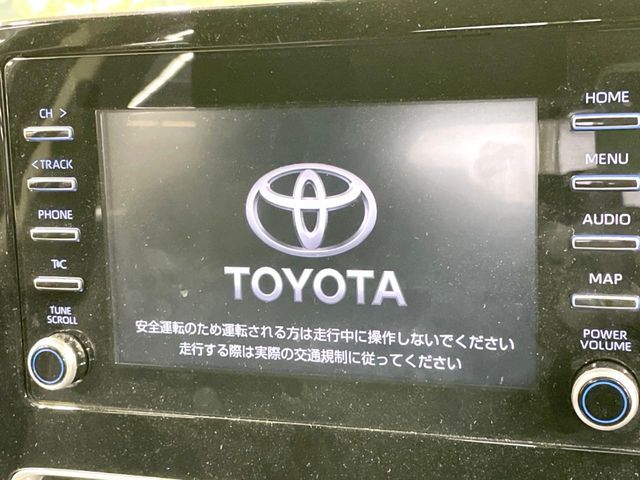 CH >
< TRACK
PHONE
T C
TUNE
SCROLL
TOYOTA
安全運転のため運転される方は走行中に操作しないでください
走行する際は実際の交通規制に従ってください
HOME
MENU
AUDIO
MAP
POWER
VOLUME